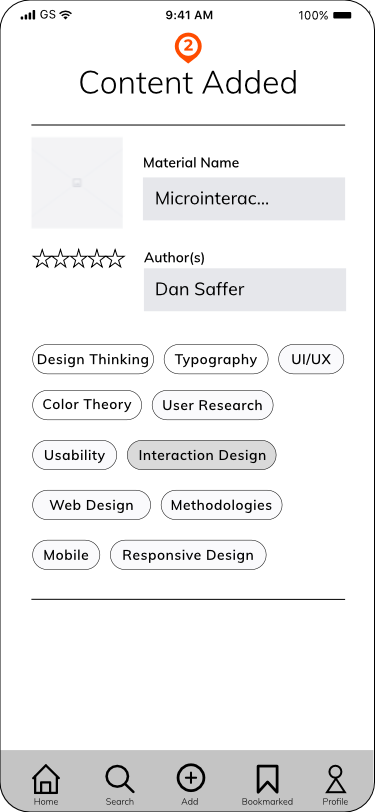 GS 9:41 AM 100%
2
Content Added
Material Name
Microinterac...
Author(s)
Dan Saffer
Design Thinking Typography UI/UX
Color Theory User Research
Usability Interaction Design
Web Design Methodologies
Mobile Responsive Design
Home Search Add Bookmarked Profile